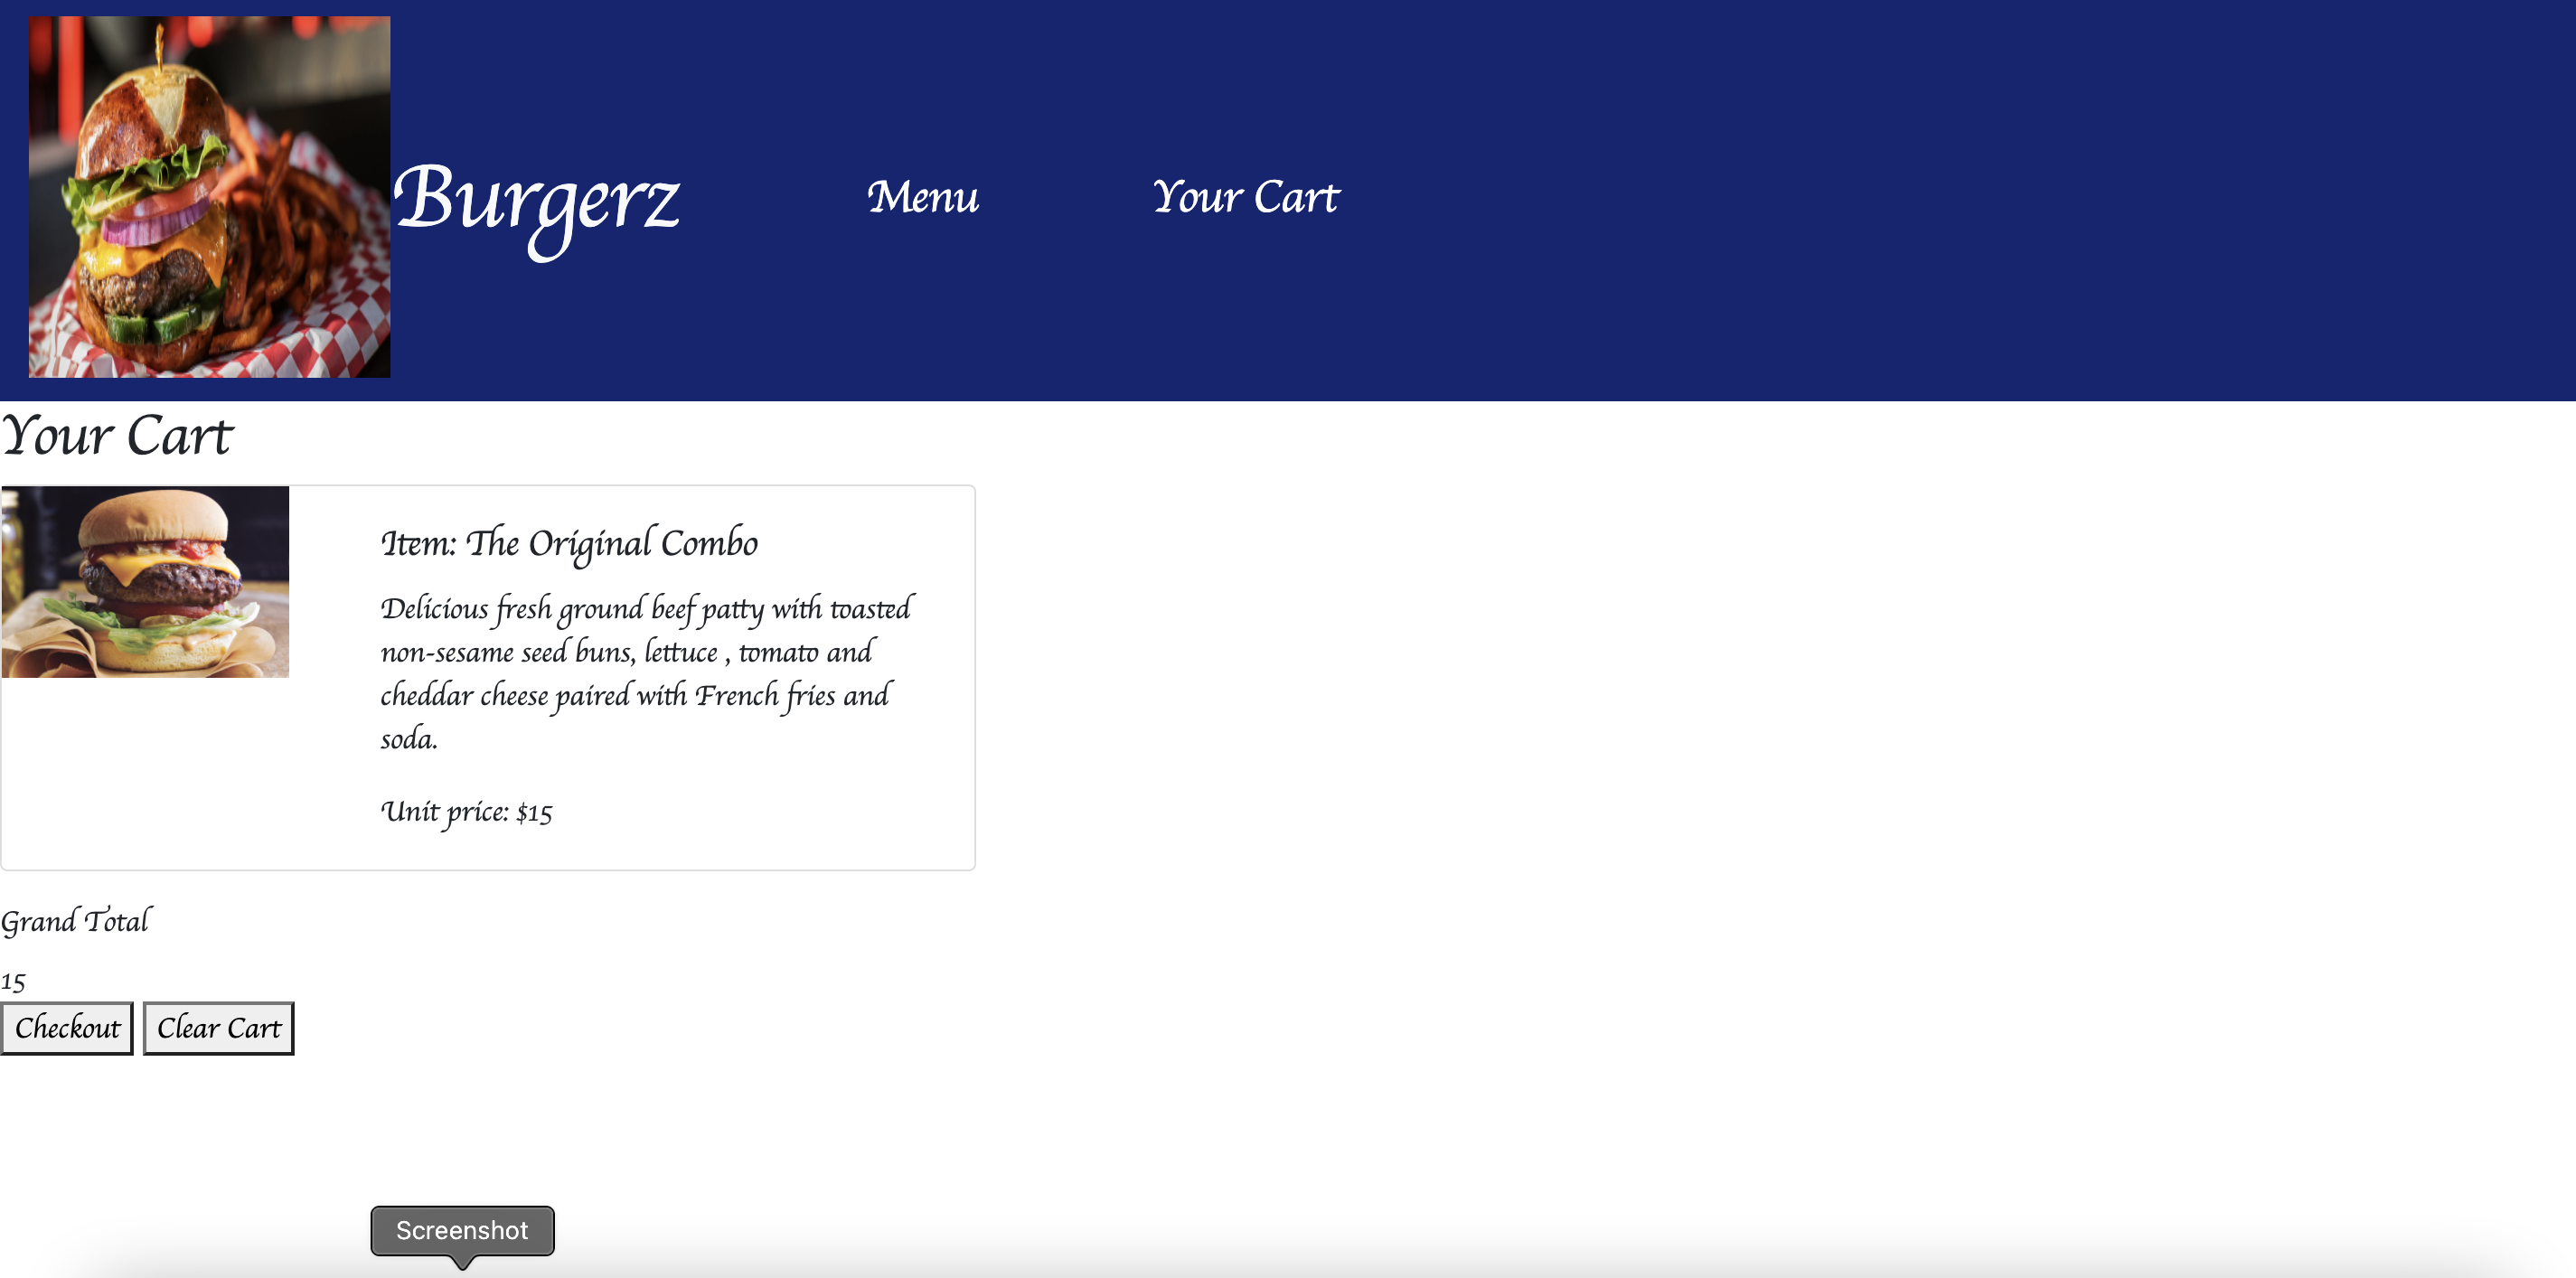 Burgerz
Menu
Your Cart
Your Cart
Item: The Original Combo
Delicious fresh ground beef patty with toasted
non-sesame seed buns, lettuce , tomato and
cheddar cheese paired with French fries and
soda.
Unit price: $15
Grand Total
15
Checkout
Clear Cart
Screenshot